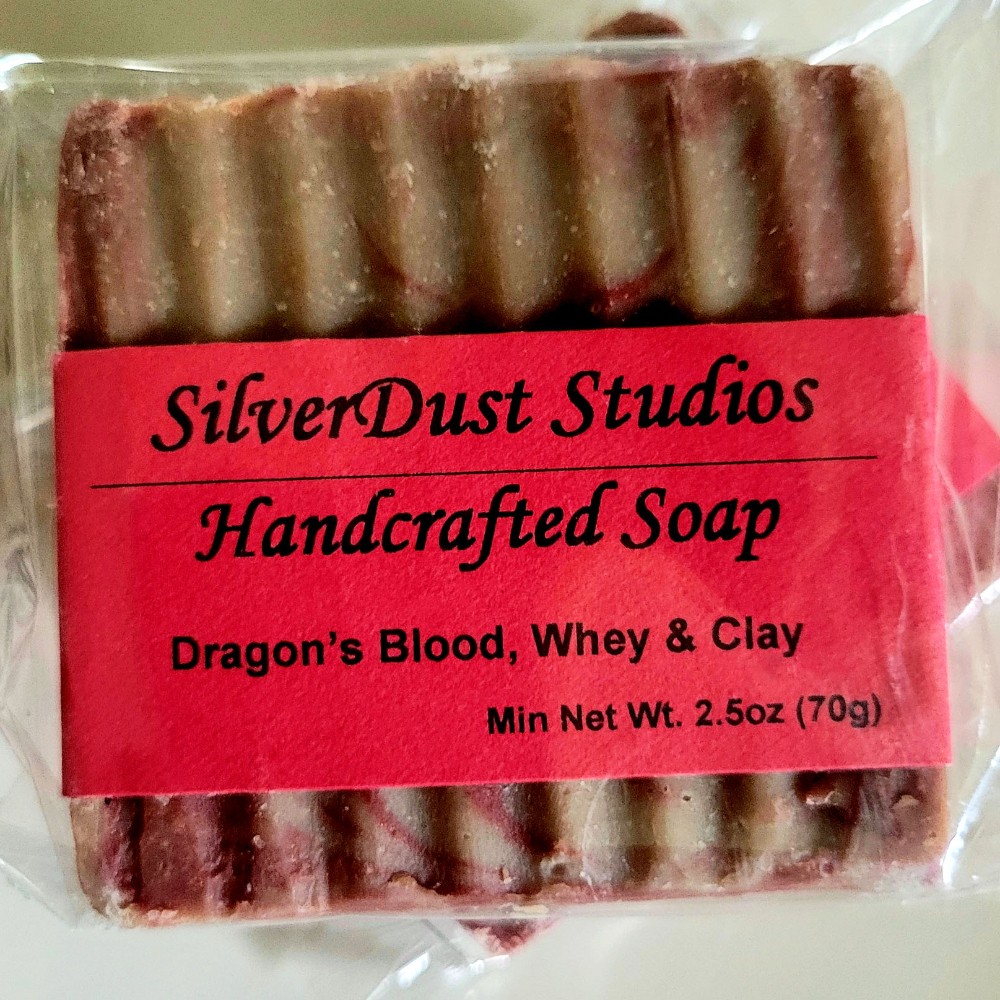 SilverDust Studios
Handcrafted Soap
Dragon's Blood, Whey & Clay
Min Net Wt. 2.5oz (70g)